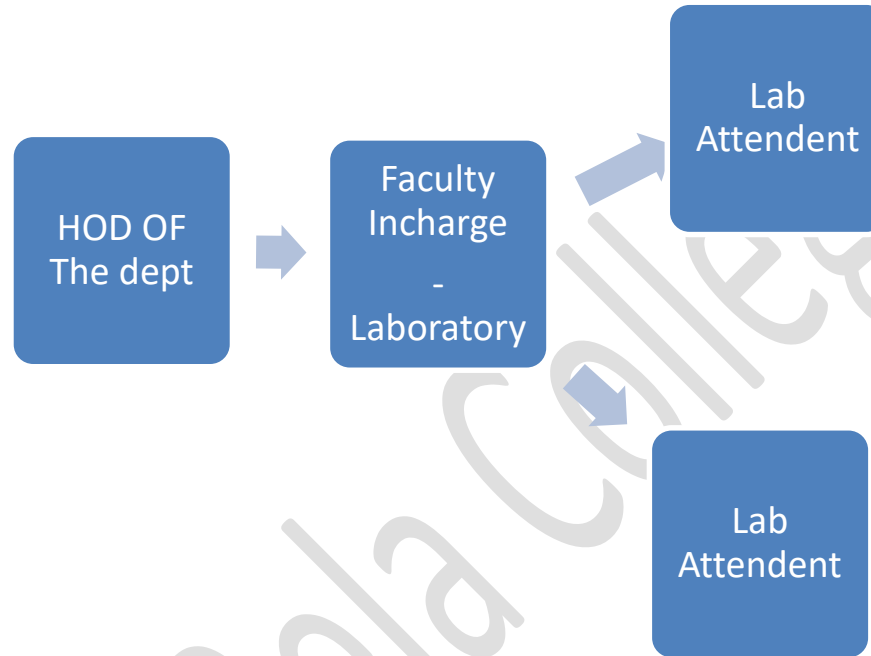 HOD OF
The dept
Faculty
Incharge
-
Laboratory
Lab
Attendent
Lab
Attendent